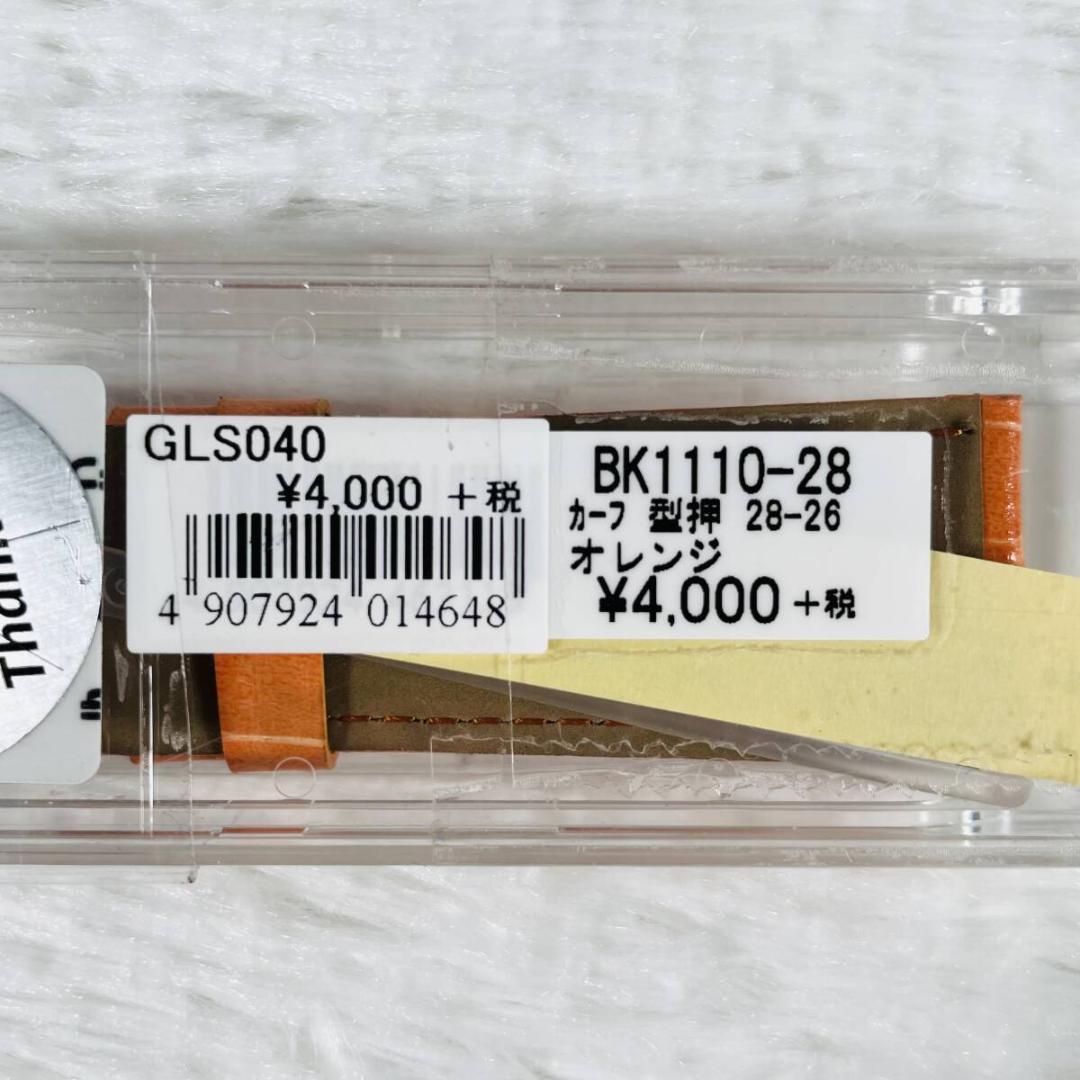 GLS040
¥4,000 +税
4 907924 014648
BK1110-28
ｶｰﾌ 型押 28-26
オレンジ
¥4,000 +税